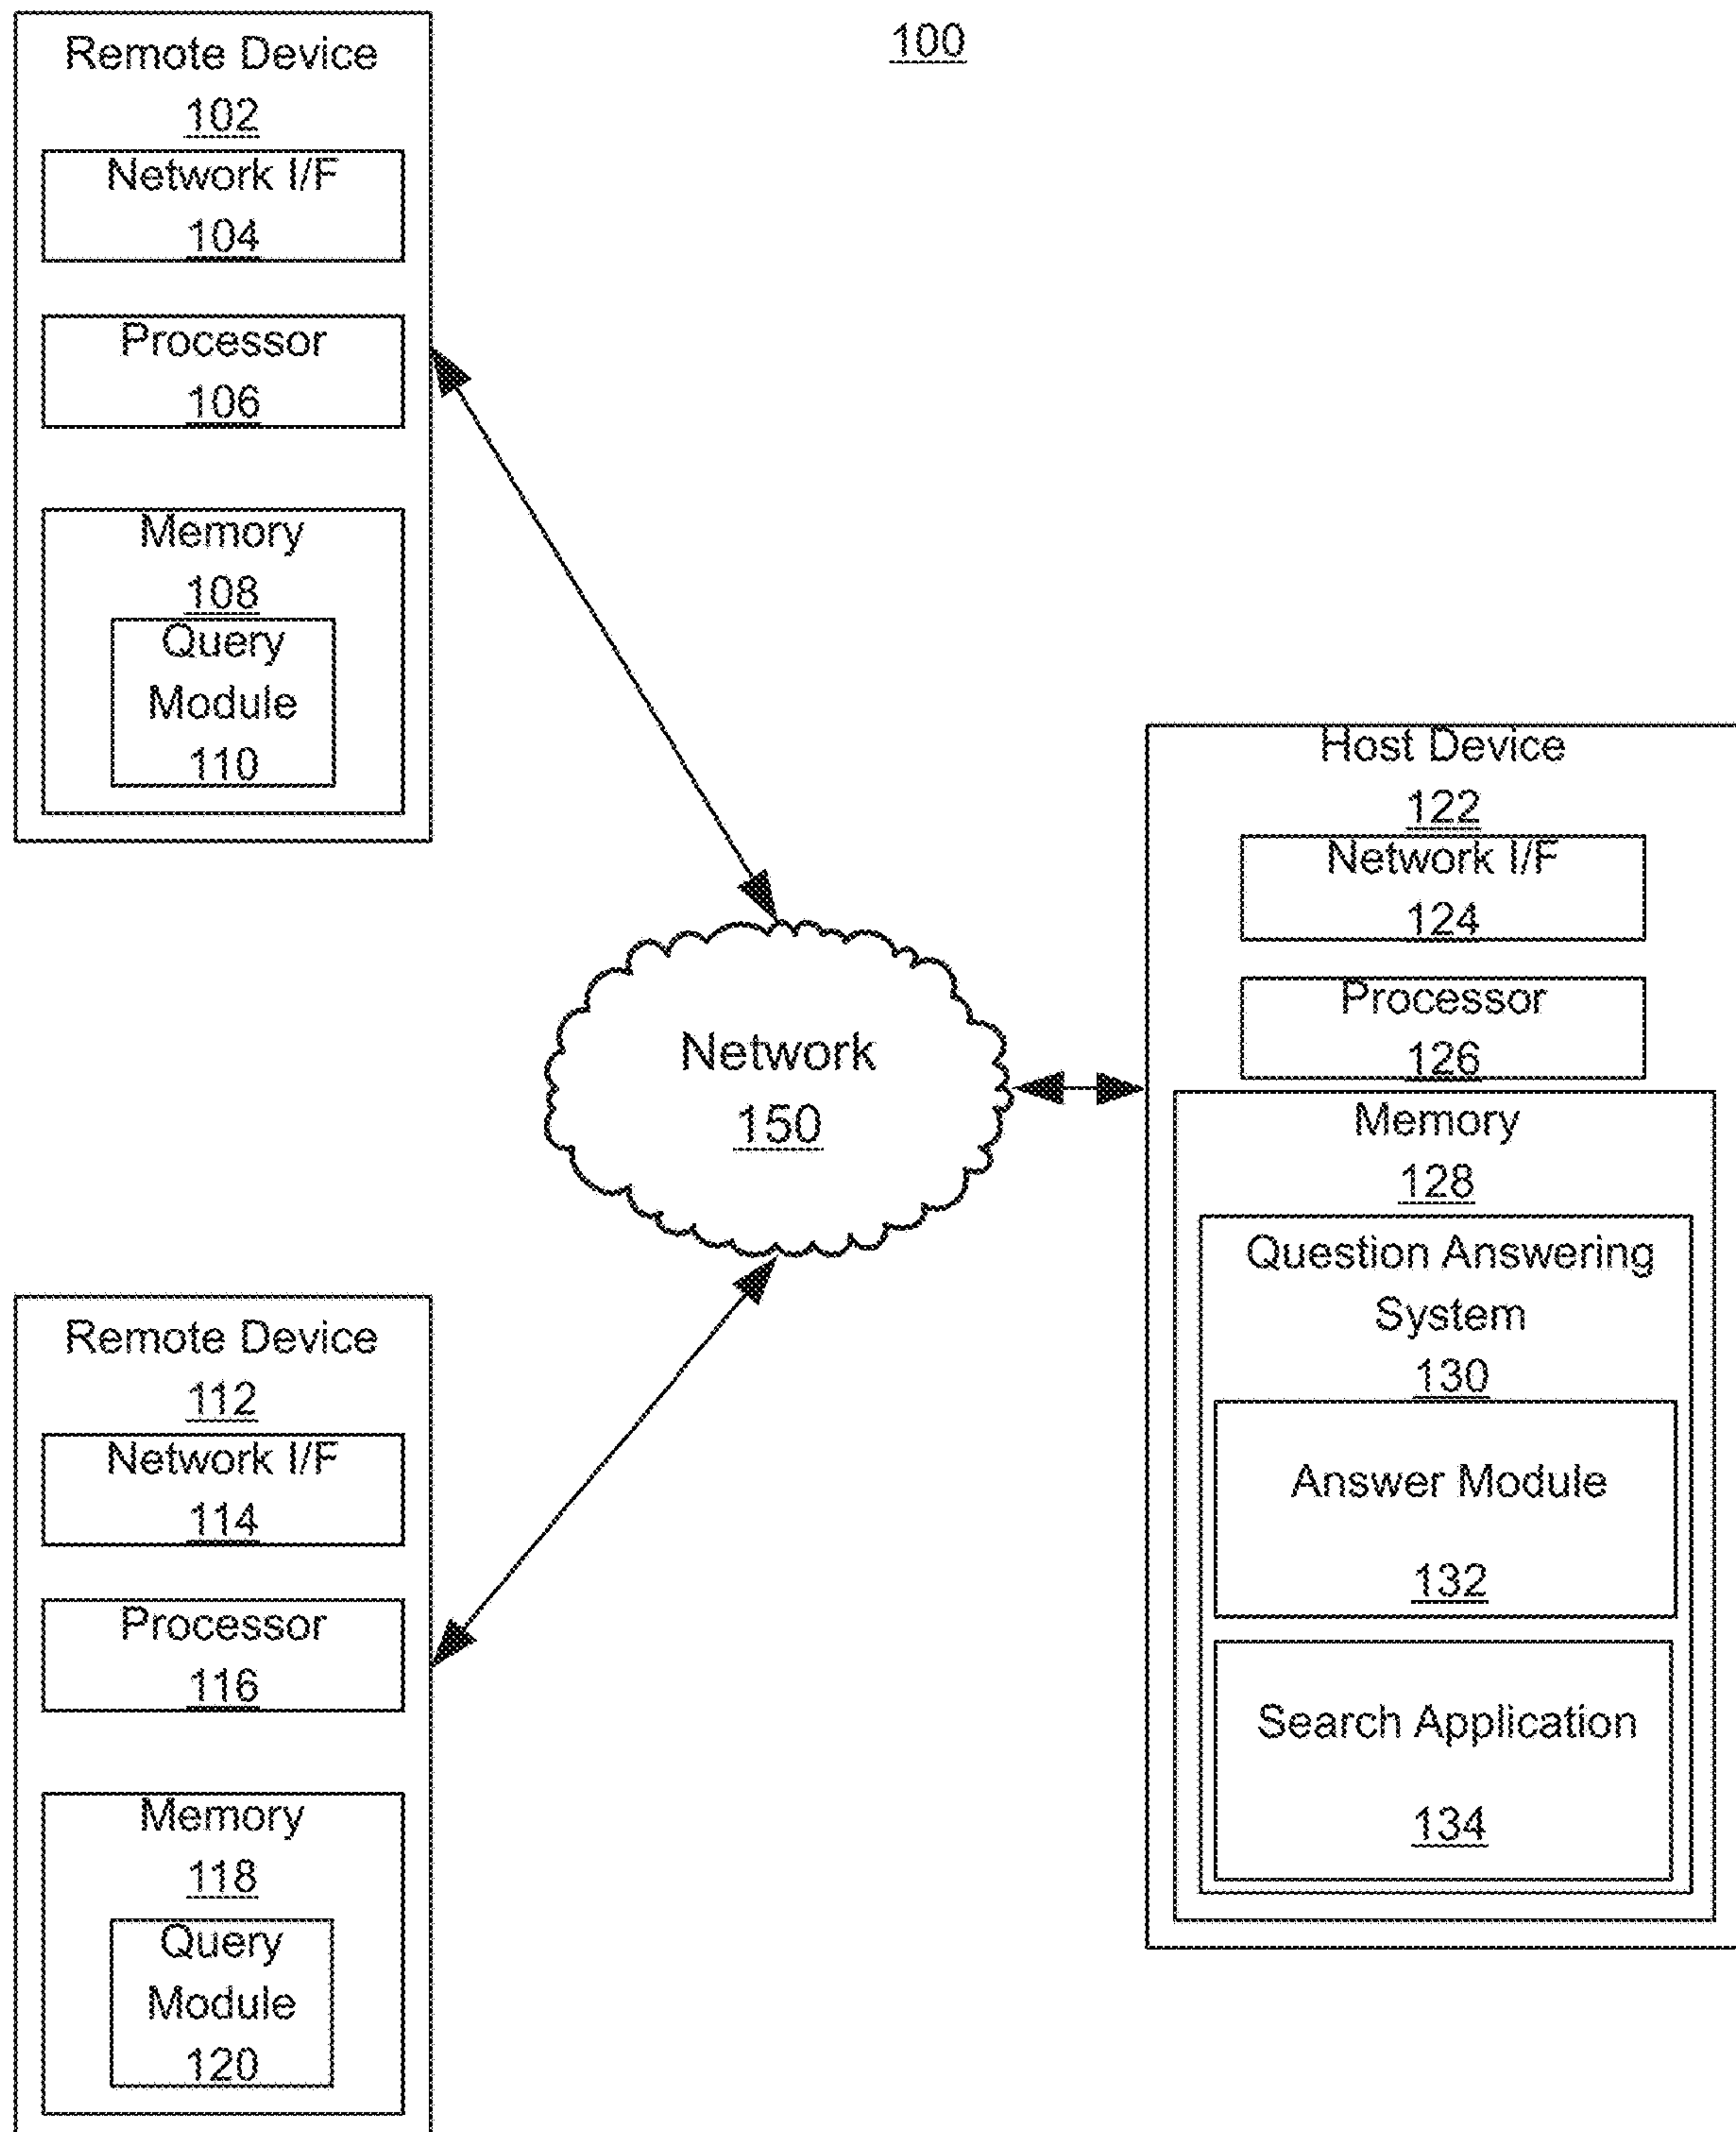 100
Remote Device
102
Network I/F
104
Processor
106
Memory
108
Query
Module
110
Network
150
Remote Device
112
Network I/F
114
Processor
116
Memory
118
Query
Module
120
Host Device
122
Network I/F
124
Processor
126
Memory
128
Question Answering
System
130
Answer Module
132
Search Application
134